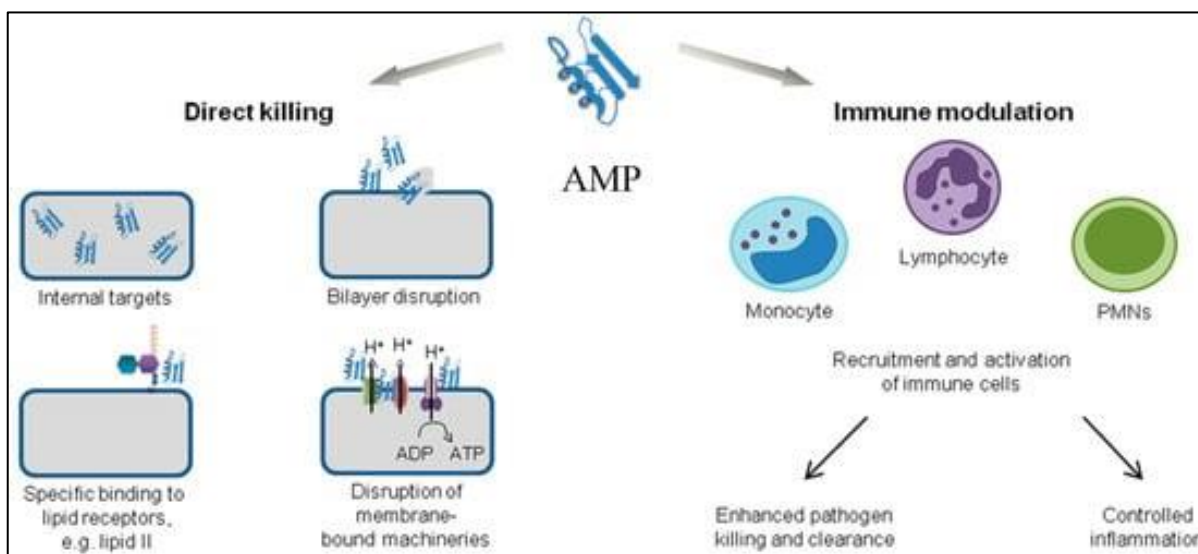 AMP
Direct killing
Internal targets
Bilayer disruption
Specific binding to
lipid receptors,
e.g. lipid II
H+ H+ H+
ADP ATP
Disruption of
membrane-
bound machineries
Immune modulation
Monocyte
Lymphocyte
PMNs
Recruitment and activation
of immune cells
Enhanced pathogen
killing and clearance
Controlled
inflammation